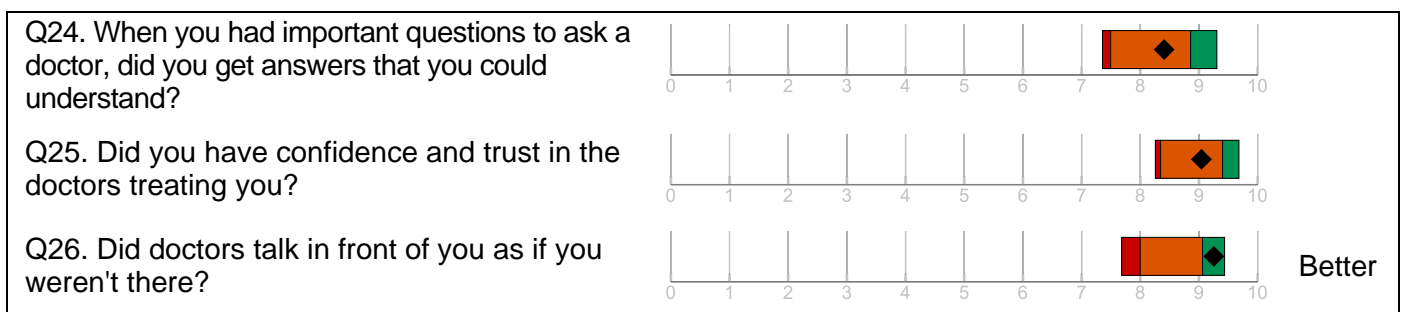 Q24. When you had important questions to ask a
doctor, did you get answers that you could
understand?
0 1 2 3 4 5 6 7 8 9 10
Q25. Did you have confidence and trust in the
doctors treating you?
0 1 2 3 4 5 6 7 8 9 10
Q26. Did doctors talk in front of you as if you
weren't there?
Better
0 1 2 3 4 5 6 7 8 9 10